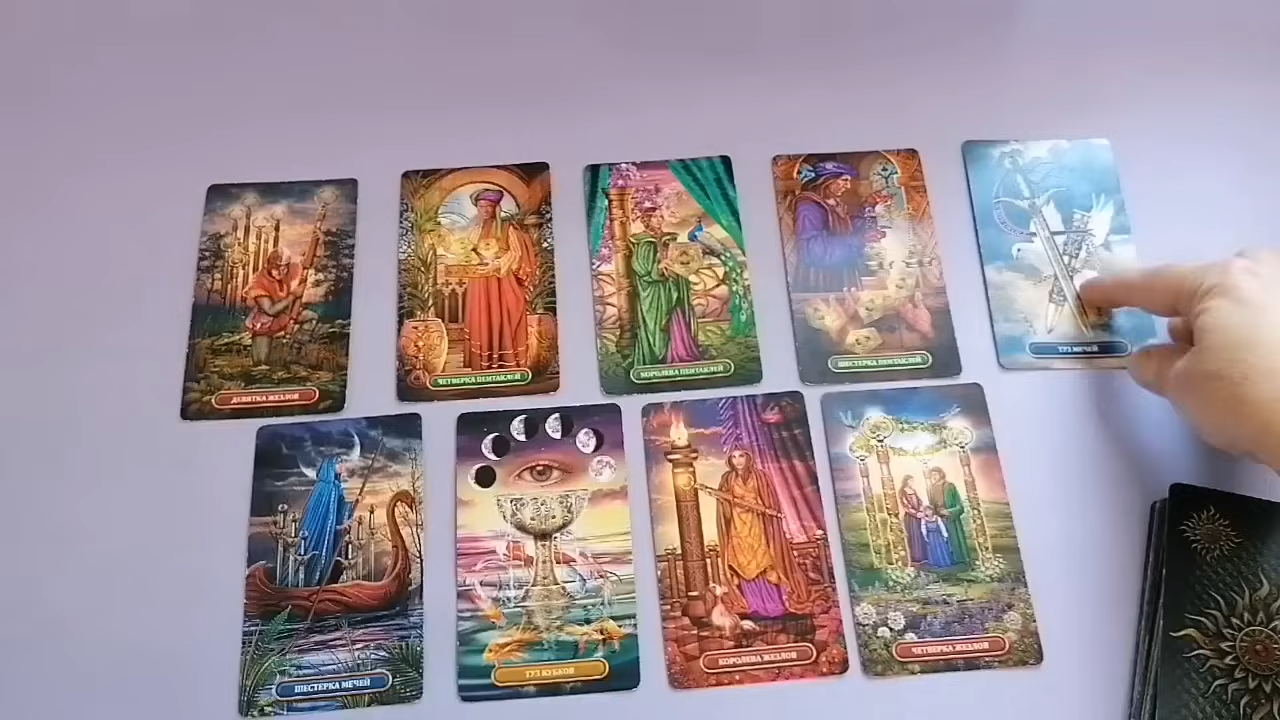 ДЕВЯТКА ЖЕЗЛОВ
ЧЕТВЕРКА ПЕНТАКЛЕЙ
КОРОЛЕВА ПЕНТАКЛЕЙ
ШЕСТЕРКА ПЕНТАКЛЕЙ
ТУЗ МЕЧЕЙ
ШЕСТЕРКА МЕЧЕЙ
ТУЗ КУБКОВ
КОРОЛЕВА ЖЕЗЛОВ
ЧЕТВЕРКА ЖЕЗЛОВ